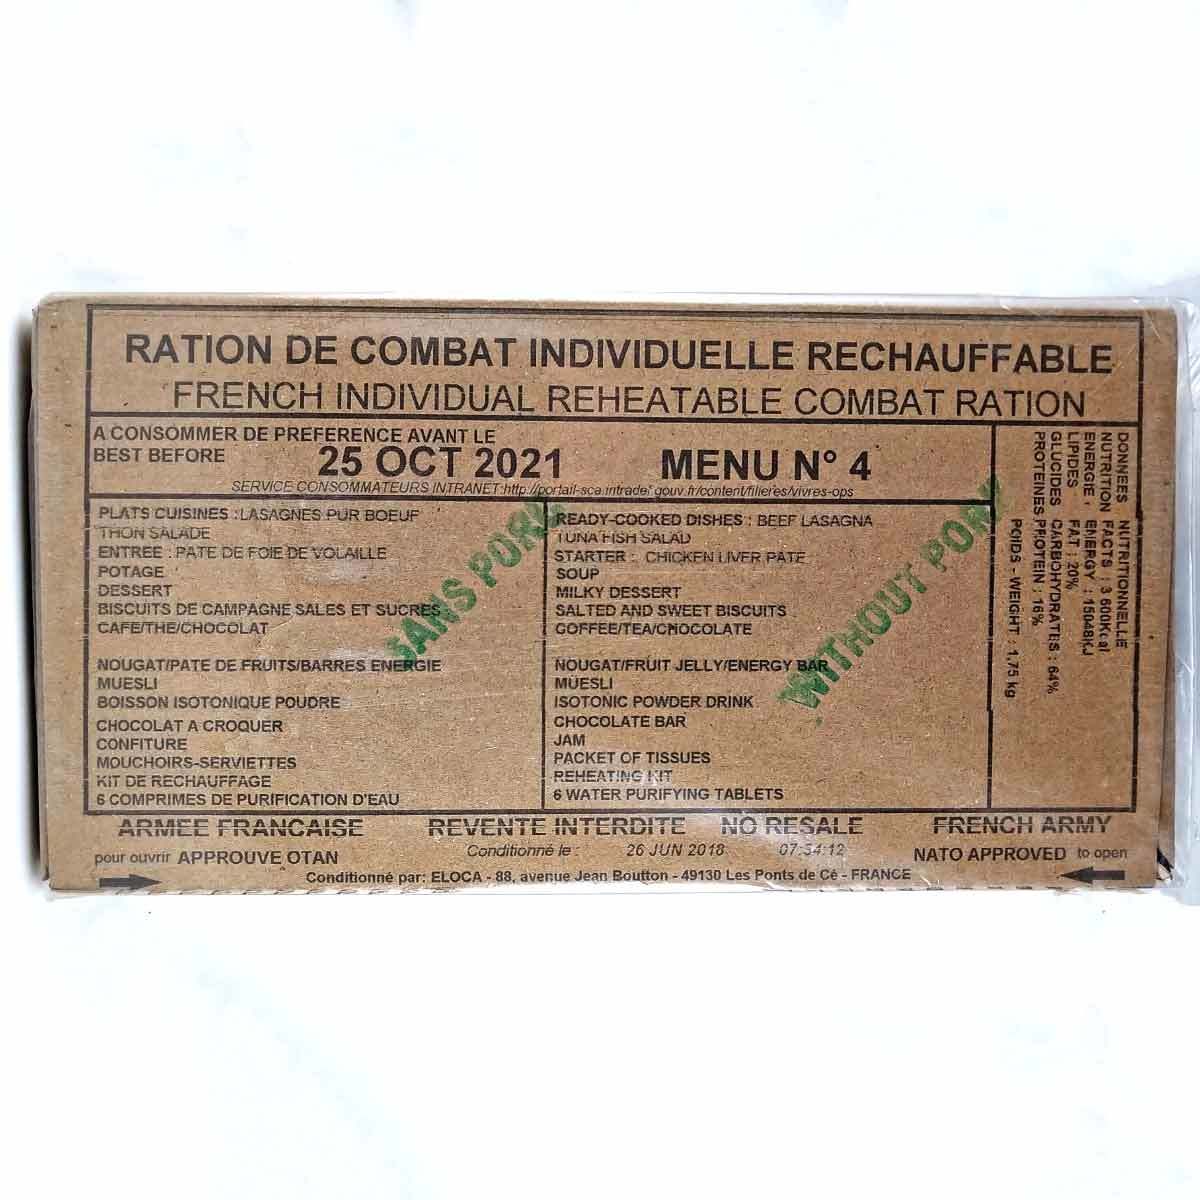 RATION DE COMBAT INDIVIDUELLE RECHAUFFABLE
FRENCH INDIVIDUAL REHEATABLE COMBAT RATION
A CONSOMMER DE PREFERENCE AVANT LE
BEST BEFORE
25 OCT 2021 MENU N° 4
SERVICE CONSOMMATEURS INTRANET:http://portail-sca.intradef.gouv.fr/content/filieres/vivres-ops
PLATS CUISINES : LASAGNES PUR BOEUF
THON SALADE
ENTREE : PATE DE FOIE DE VOLAILLE
POTAGE
DESSERT
BISCUITS DE CAMPAGNE SALES ET SUCRES
CAFE/THE/CHOCOLAT
NOUGAT/PATE DE FRUITS/BARRES ENERGIE
MUESLI
BOISSON ISOTONIQUE POUDRE
CHOCOLAT A CROQUER
CONFITURE
MOUCHOIRS-SERVIETTES
KIT DE RECHAUFFAGE
6 COMPRIMES DE PURIFICATION D'EAU
SANS PORC
READY-COOKED DISHES : BEEF LASAGNA
TUNA FISH SALAD
STARTER : CHICKEN LIVER PATE
SOUP
MILKY DESSERT
SALTED AND SWEET BISCUITS
COFFEE/TEA/CHOCOLATE
NOUGAT/FRUIT JELLY/ENERGY BAR
MUESLI
ISOTONIC POWDER DRINK
CHOCOLATE BAR
JAM
PACKET OF TISSUES
REHEATING KIT
6 WATER PURIFYING TABLETS
WITHOUT PORK
DONNEES NUTRITIONNELLE
NUTRITION FACTS : 3 600Kcal
ENERGIE, ENERGY : 15048KJ
LIPIDES FAT : 20%
GLUCIDES CARBOHYDRATES : 64%
PROTEINES PROTEIN : 16%
POIDS - WEIGHT : 1,75 kg
ARMEE FRANCAISE REVENTE INTERDITE NO RESALE FRENCH ARMY
pour ouvrir APPROUVE OTAN Conditionné le : 26 JUN 2018 07:54:12 NATO APPROVED to open
Conditionné par: ELOCA - 88, avenue Jean Boutton - 49130 Les Ponts de Cé - FRANCE